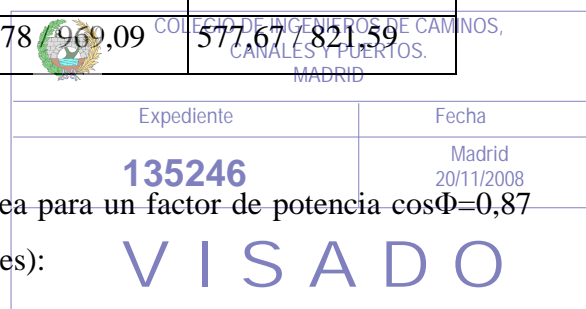 COLEGIO DE INGENIEROS DE CAMINOS,
78 / 969,09 577,67 / 821,59
CANALES Y PUERTOS.
MADRID
Expediente Fecha
135246 Madrid
20/11/2008
ea para un factor de potencia cosΦ=0,87
es):
VISADO